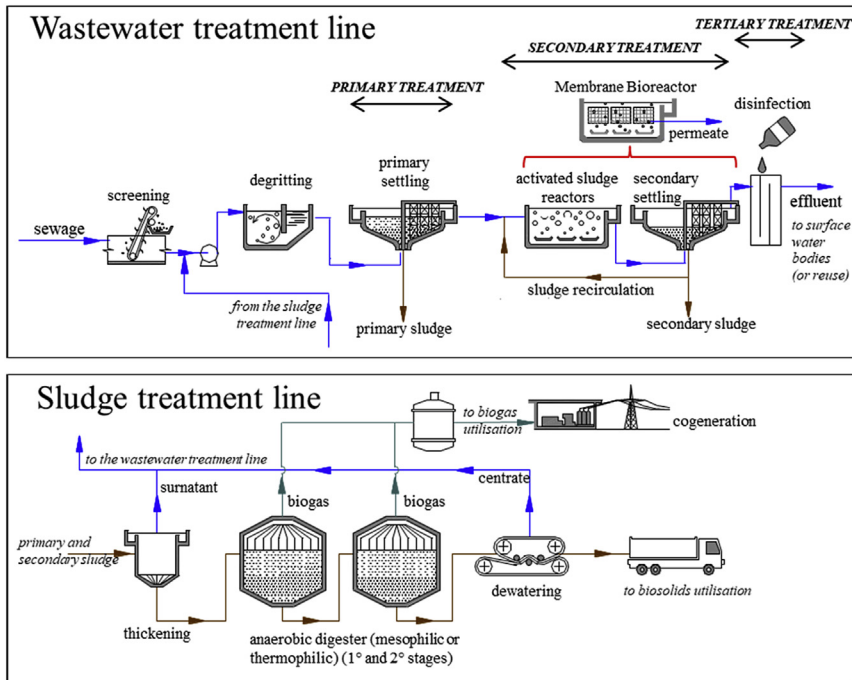 Wastewater treatment line
TERTIARY TREATMENT
SECONDARY TREATMENT
PRIMARY TREATMENT
Membrane Bioreactor
disinfection
permeate
primary
settling
activated sludge
reactors
secondary
settling
degritting
screening
sewage
effluent
to surface
water
bodies
(or reuse)
sludge recirculation
from the sludge
treatment line
primary sludge
secondary sludge
Sludge treatment line
to biogas
utilisation
cogeneration
to the wastewater treatment line
surnatant
biogas
biogas
centrate
primary and
secondary sludge
thickening
dewatering
to biosolids utilisation
anaerobic digester (mesophilic or
thermophilic) (1° and 2° stages)